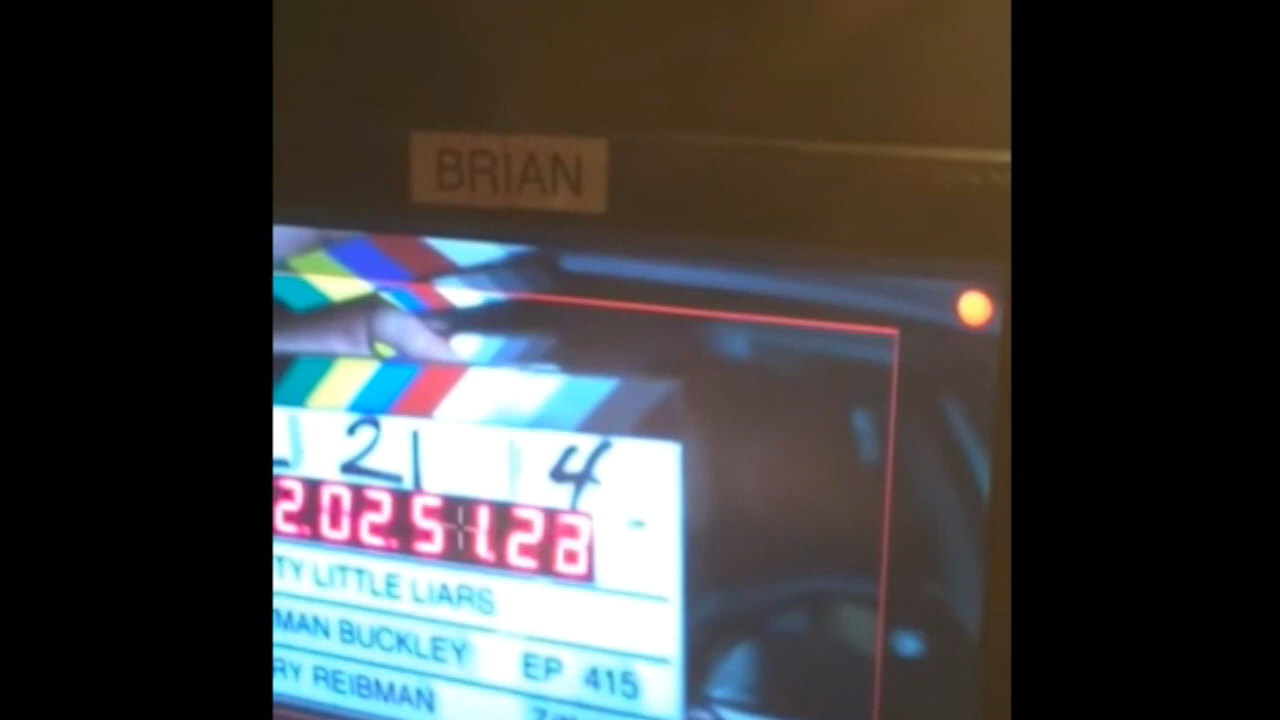 BRIAN
21 4
2.02.51.28
TY LITTLE LIARS
MAN BUCKLEY EP 415
RY REIBMAN